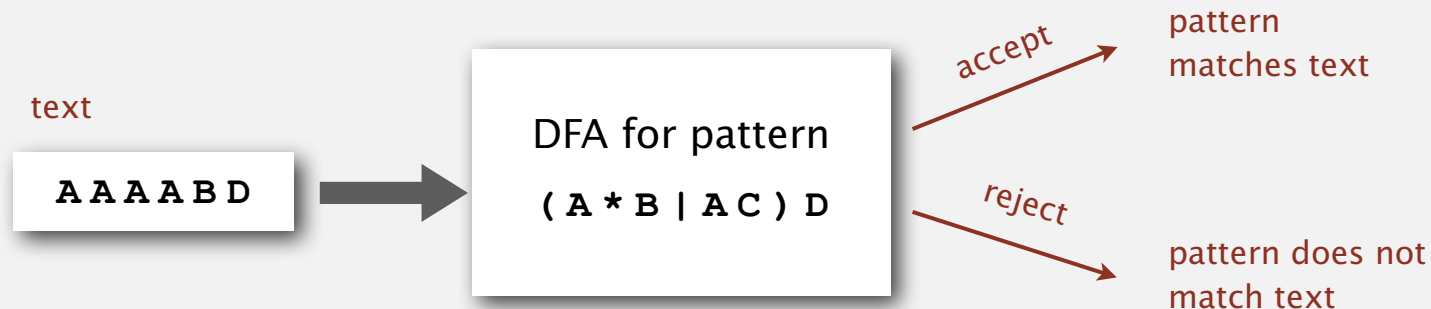 text
AAAABD
DFA for pattern
(A*B|AC)D
accept
pattern
matches text
reject
pattern does not
match text